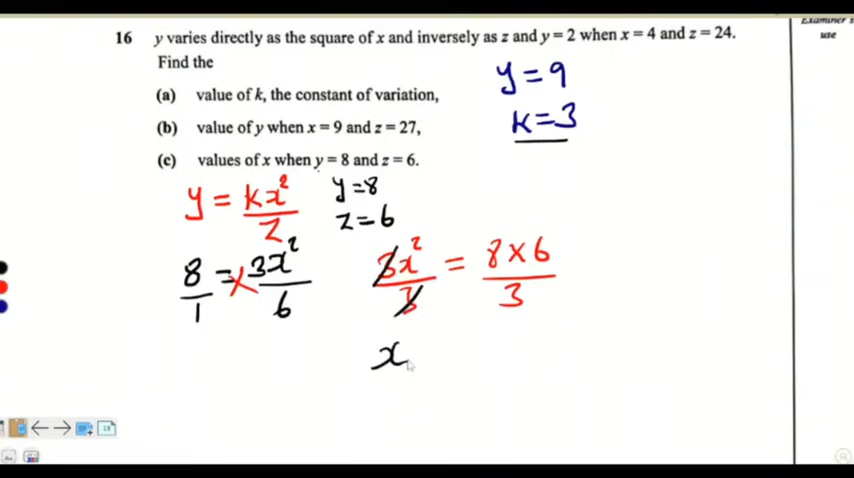 Examiner's
use
16 y varies directly as the square of x and inversely as z and y = 2 when x = 4 and z = 24.
Find the
(a) value of k, the constant of variation,
(b) value of y when x = 9 and z = 27,
(c) values of x when y = 8 and z = 6.
y = 9
k = 3
y = kx²/z
y = 8
z = 6
8/1 = 3x²/6
3x²/3 = 8 × 6/3
x